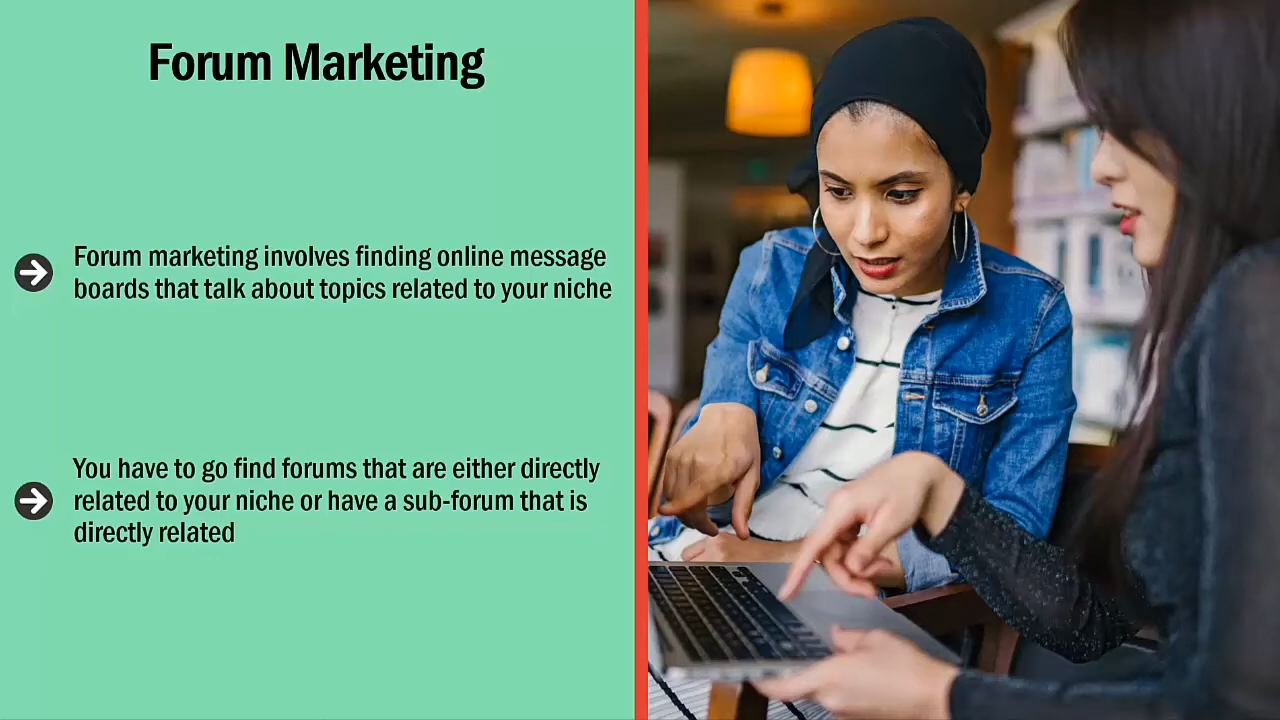 Forum Marketing
Forum marketing involves finding online message
boards that talk about topics related to your niche
You have to go find forums that are either directly
related to your niche or have a sub-forum that is
directly related